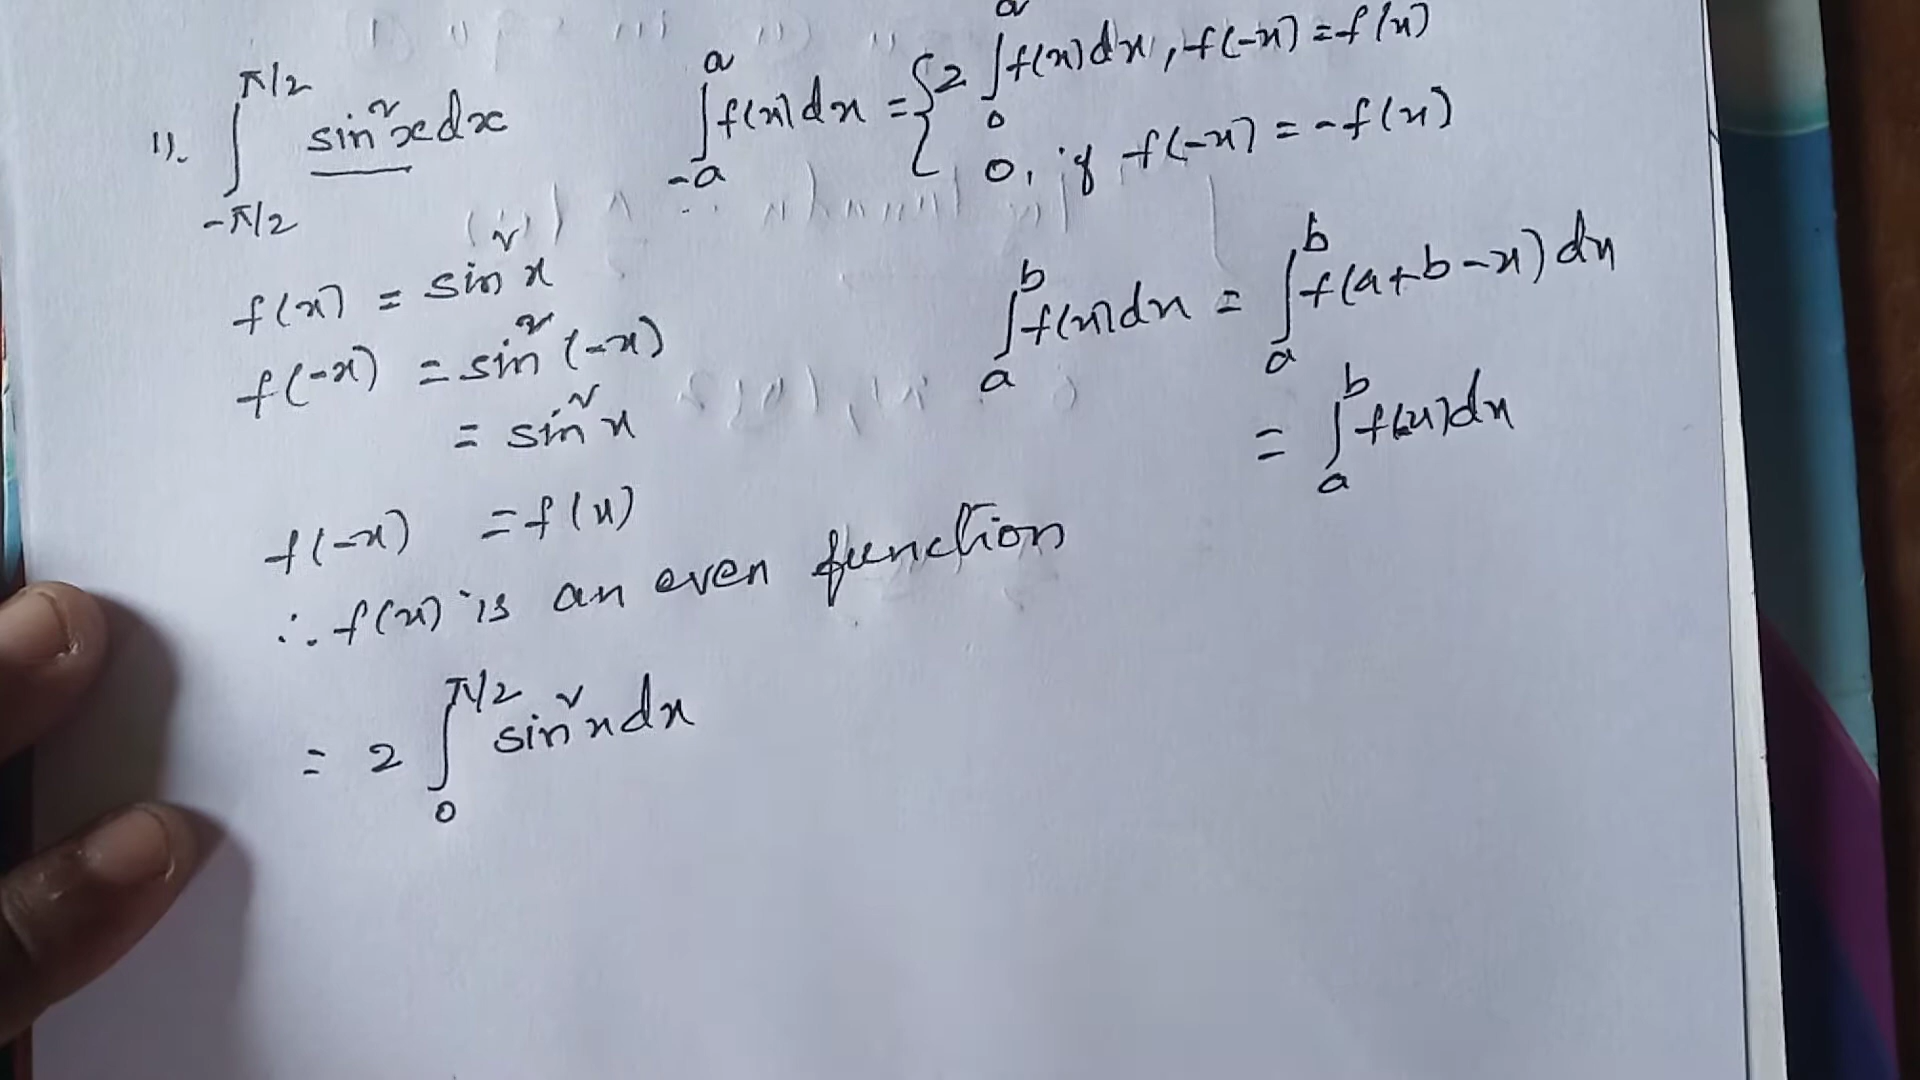 1). ∫_{-π/2}^{π/2} sin²x dx
∫_{-a}^{a} f(x)dx = { 2 ∫_{0}^{a} f(x)dx, f(-x) = f(x)
0, if f(-x) = -f(x)
f(x) = sin²x
f(-x) = sin²(-x)
= sin²x
f(-x) = f(x)
∴ f(x) is an even function
= 2 ∫_{0}^{π/2} sin²x dx
∫_{a}^{b} f(x)dx = ∫_{a}^{b} f(a+b-x) dx
= ∫_{a}^{b} f(x)dx